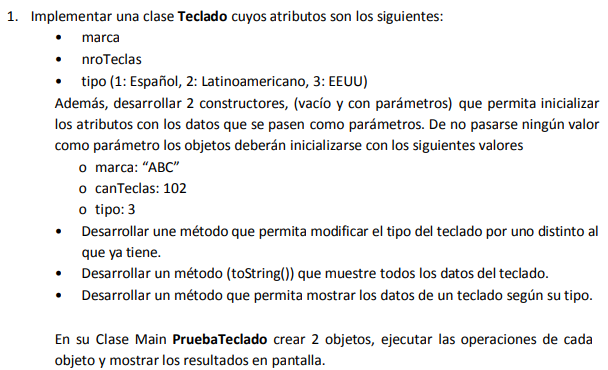 1. Implementar una clase Teclado cuyos atributos son los siguientes:
• marca
• nroTeclas
• tipo (1: Español, 2: Latinoamericano, 3: EEUU)
Además, desarrollar 2 constructores, (vacío y con parámetros) que permita inicializar
los atributos con los datos que se pasen como parámetros. De no pasarse ningún valor
como parámetro los objetos deberán inicializarse con los siguientes valores
o marca: “ABC”
o canTeclas: 102
o tipo: 3
• Desarrollar une método que permita modificar el tipo del teclado por uno distinto al
que ya tiene.
• Desarrollar un método (toString()) que muestre todos los datos del teclado.
• Desarrollar un método que permita mostrar los datos de un teclado según su tipo.
En su Clase Main PruebaTeclado crear 2 objetos, ejecutar las operaciones de cada
objeto y mostrar los resultados en pantalla.